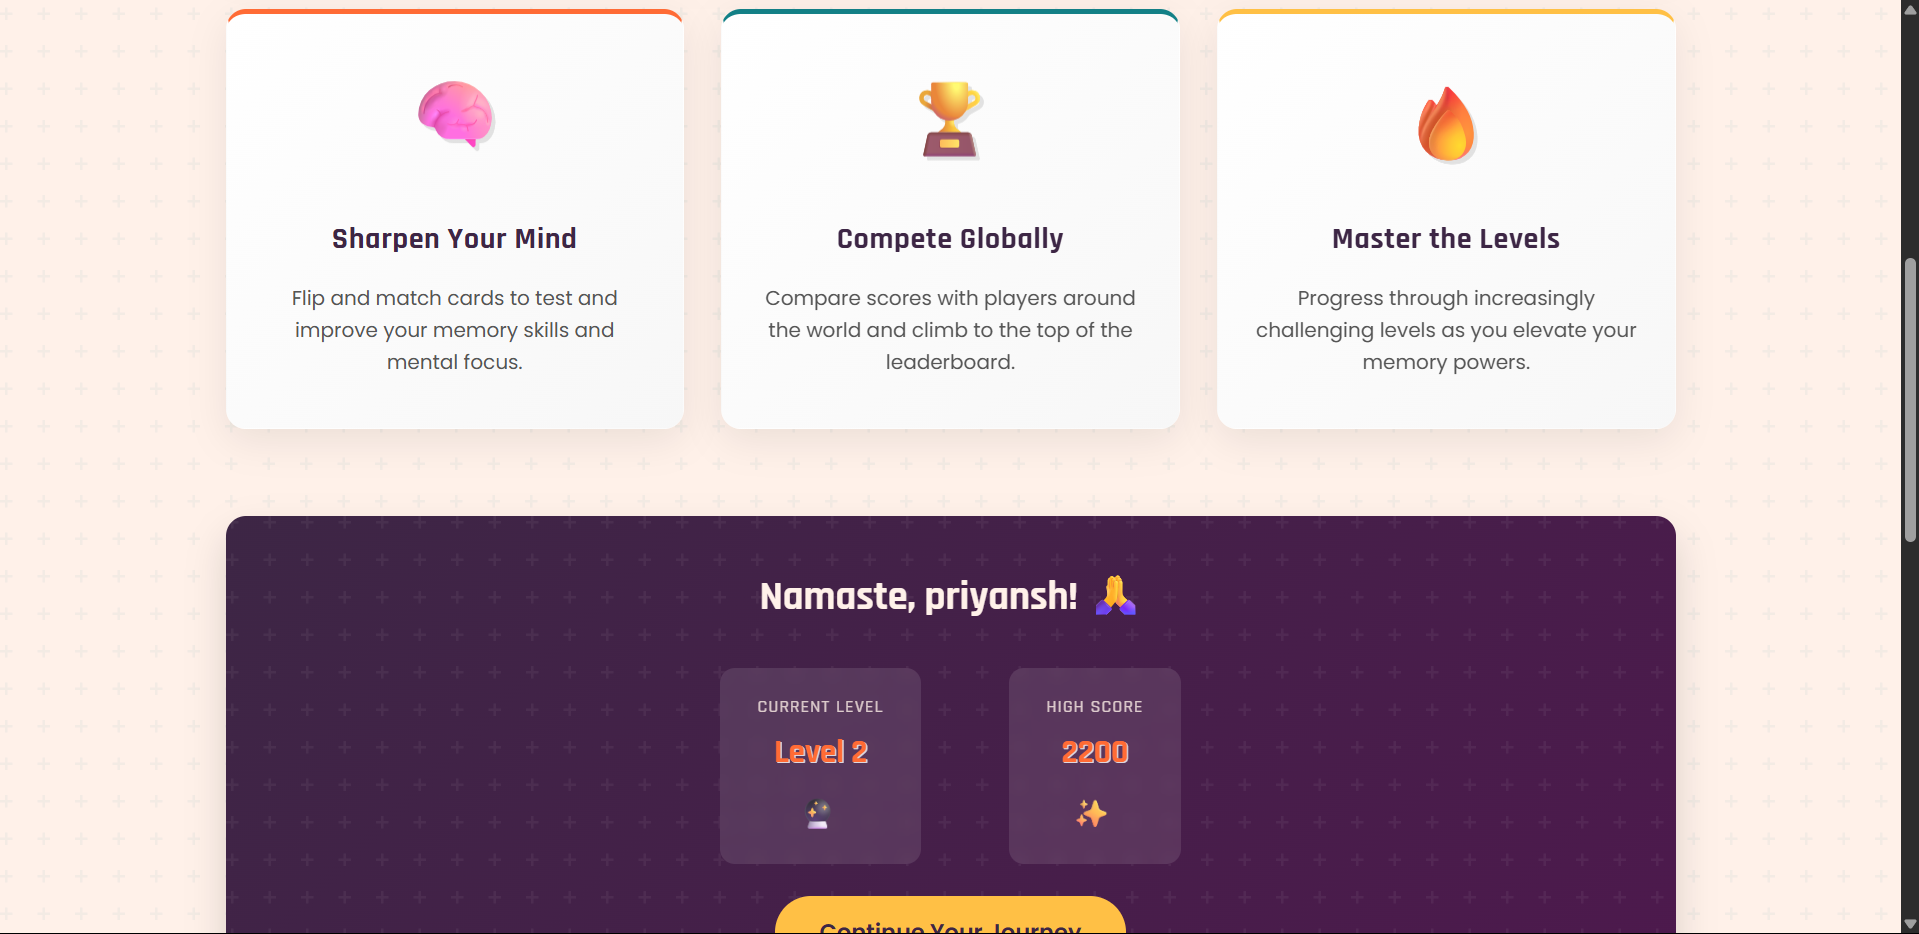 Sharpen Your Mind
Flip and match cards to test and
improve your memory skills and
mental focus.
Compete Globally
Compare scores with players around
the world and climb to the top of the
leaderboard.
Master the Levels
Progress through increasingly
challenging levels as you elevate your
memory powers.
Namaste, priyansh! 🙏
CURRENT LEVEL
Level 2
HIGH SCORE
2200
Continue Your Journey